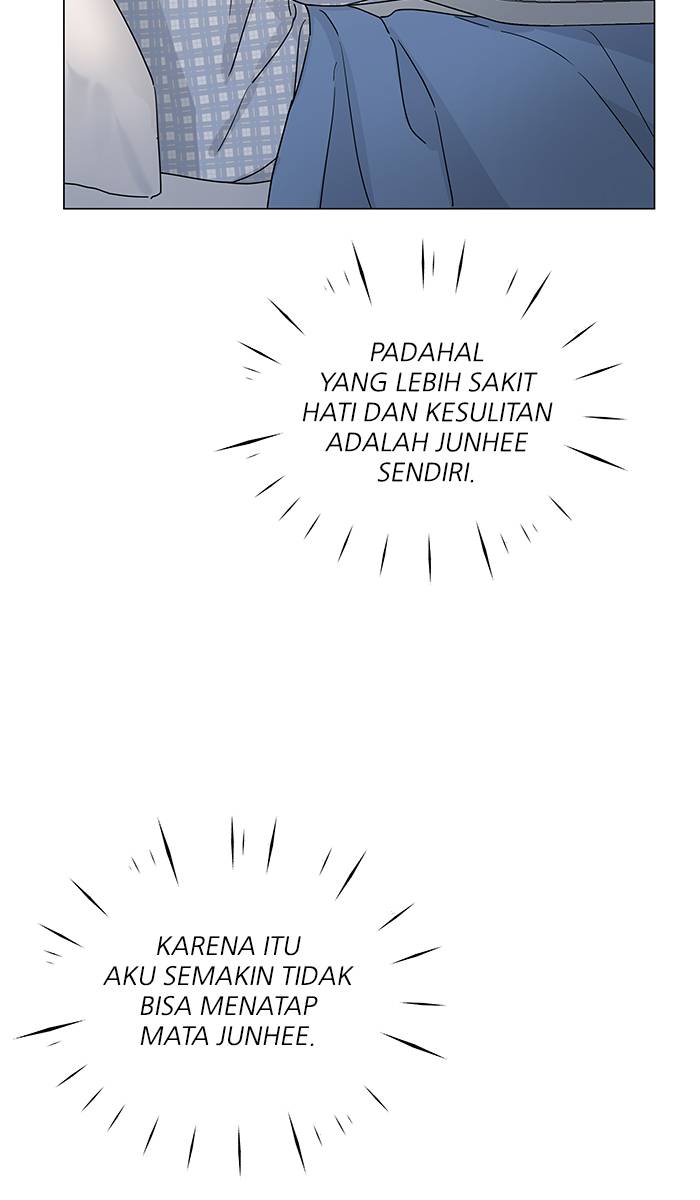 PADAHAL
YANG LEBIH SAKIT
HATI DAN KESULITAN
ADALAH JUNHEE
SENDIRI.
KARENA ITU
AKU SEMAKIN TIDAK
BISA MENATAP
MATA JUNHEE.